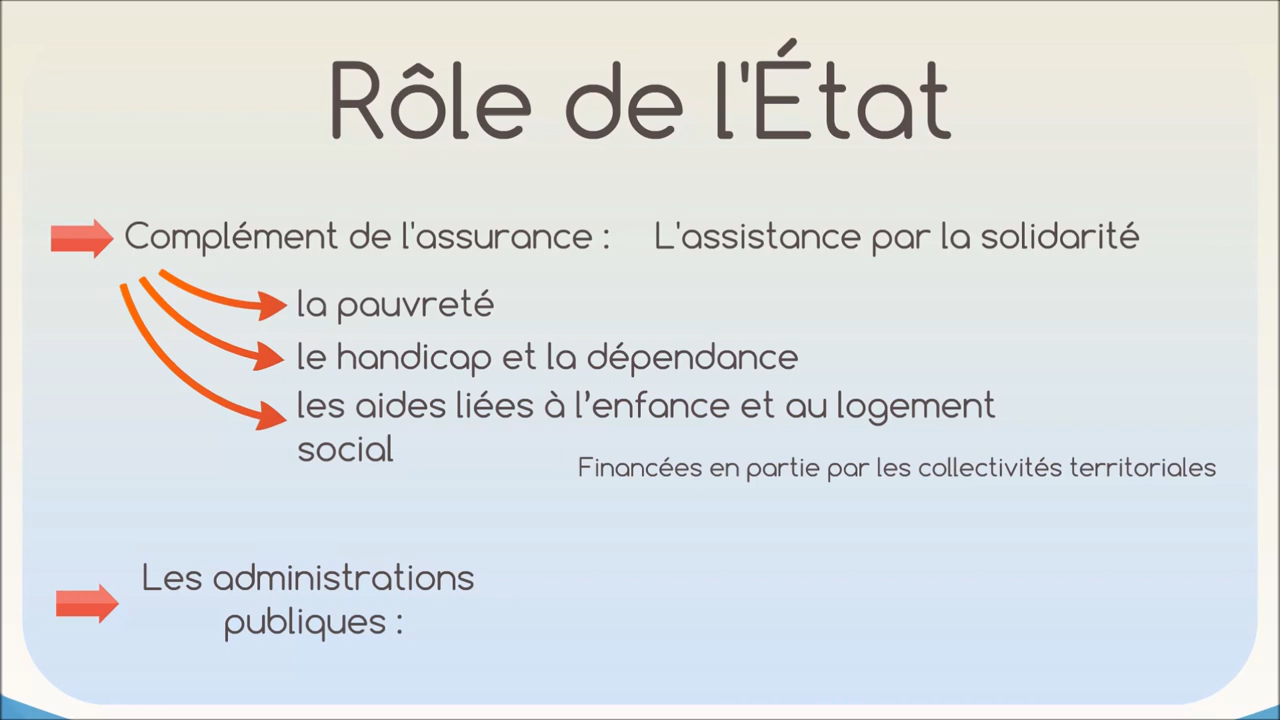 Rôle de l'État
Complément de l'assurance : L'assistance par la solidarité
la pauvreté
le handicap et la dépendance
les aides liées à l’enfance et au logement
social
Financées en partie par les collectivités territoriales
Les administrations
publiques :